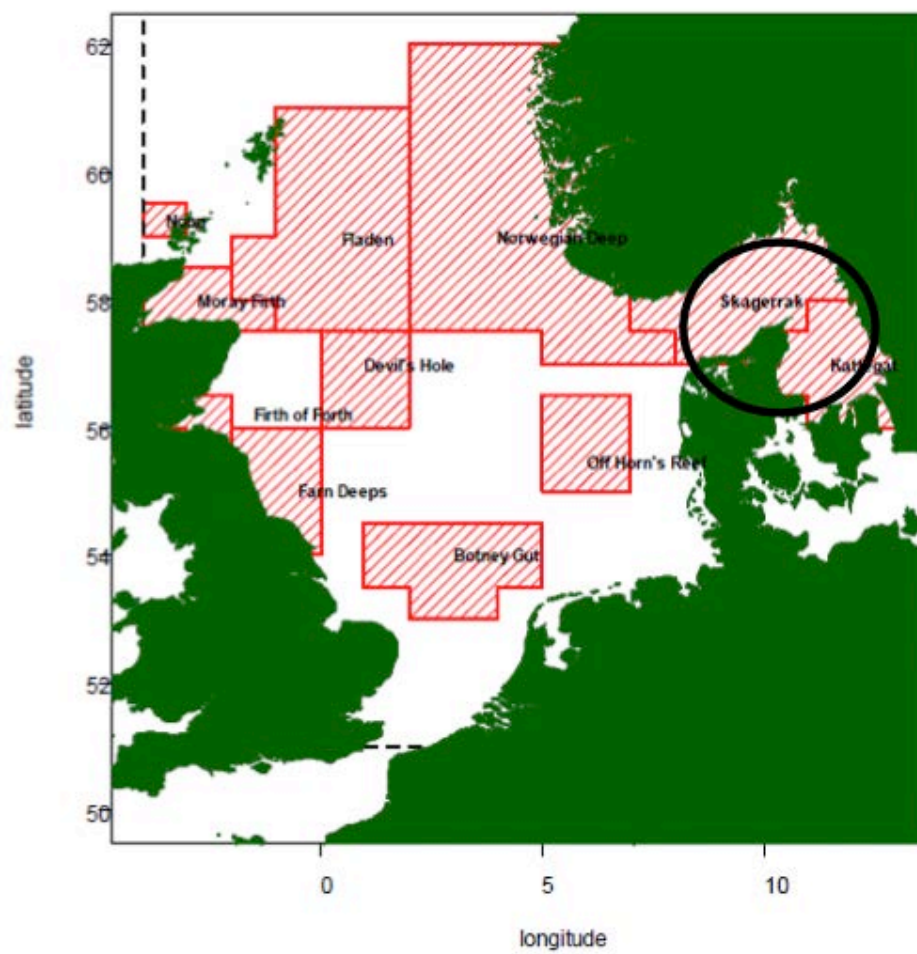 62
60
58
56
54
52
50
latitude
Noup
Fladen
Norwegian Deep
Moray Firth
Skagerrak
Devil's Hole
Kattegat
Firth of Forth
Off Horn's Reef
Farn Deeps
Botney Gut
0
5
10
longitude